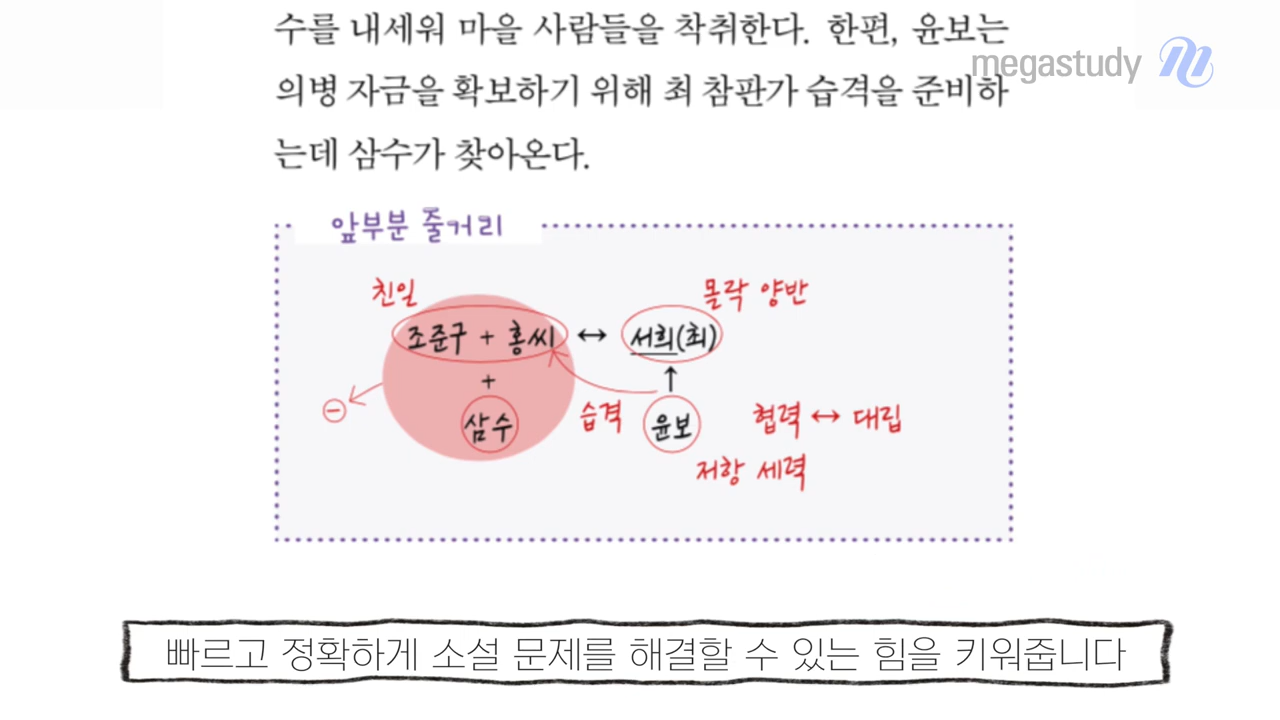 수를 내세워 마을 사람들을 착취한다. 한편, 윤보는
megastudy
의병 자금을 확보하기 위해 최 참판가 습격을 준비하
는데 삼수가 찾아온다.
앞부분 줄거리
친일
몰락 양반
조준구 + 홍씨 ↔ 서희(최)
+ ↑
⊖
삼수
습격
윤보
협력 ↔ 대립
저항 세력
빠르고 정확하게 소설 문제를 해결할 수 있는 힘을 키워줍니다